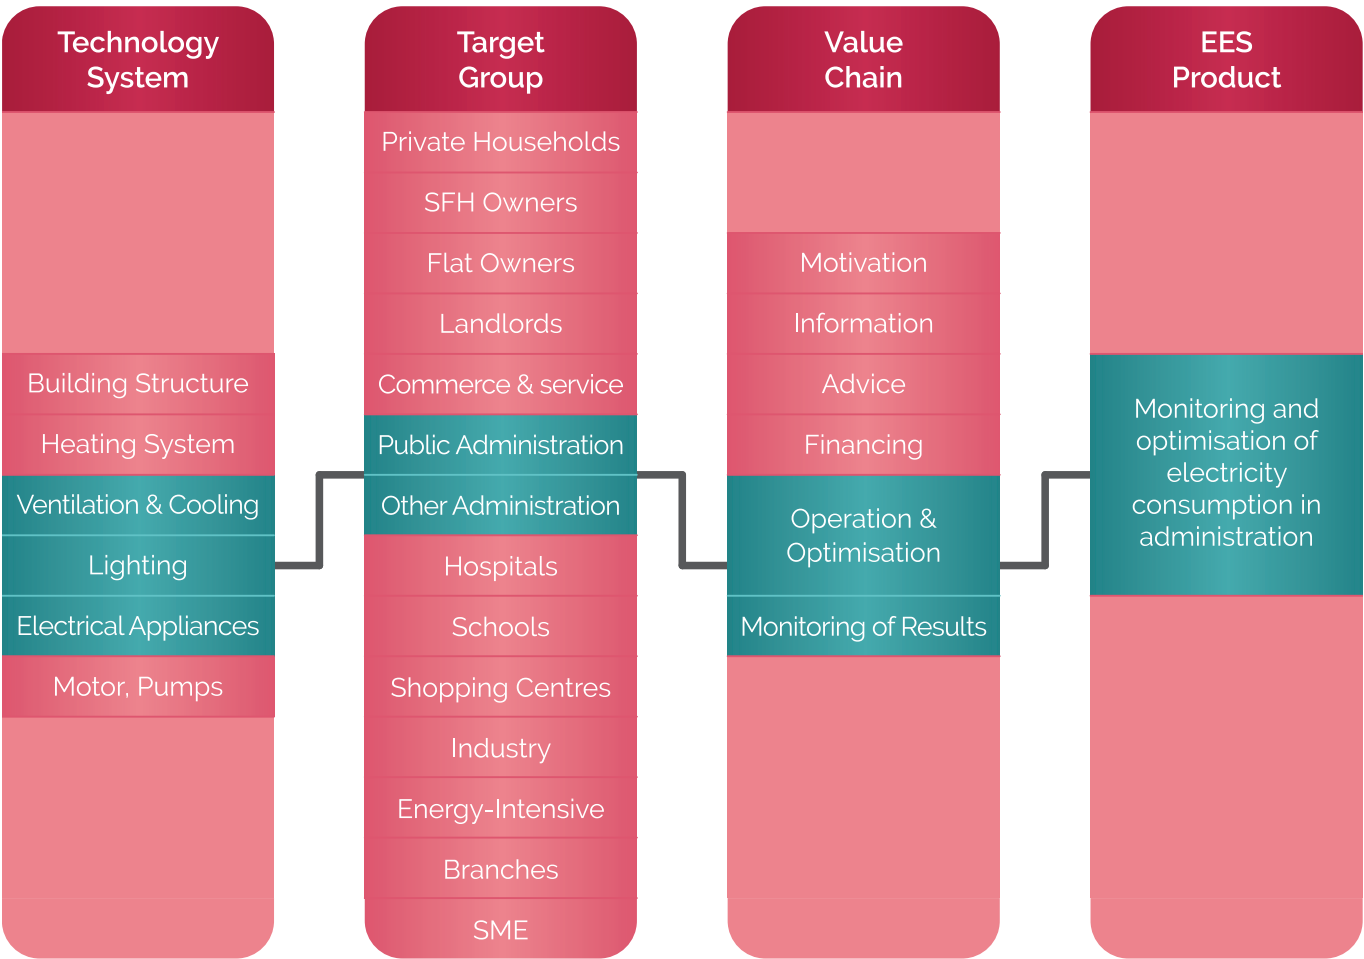 Technology
System
Building Structure
Heating System
Ventilation & Cooling
Lighting
Electrical Appliances
Motor, Pumps
Target
Group
Private Households
SFH Owners
Flat Owners
Landlords
Commerce & service
Public Administration
Other Administration
Hospitals
Schools
Shopping Centres
Industry
Energy-Intensive
Branches
SME
Value
Chain
Motivation
Information
Advice
Financing
Operation &
Optimisation
Monitoring of Results
EES
Product
Monitoring and
optimisation of
electricity
consumption in
administration